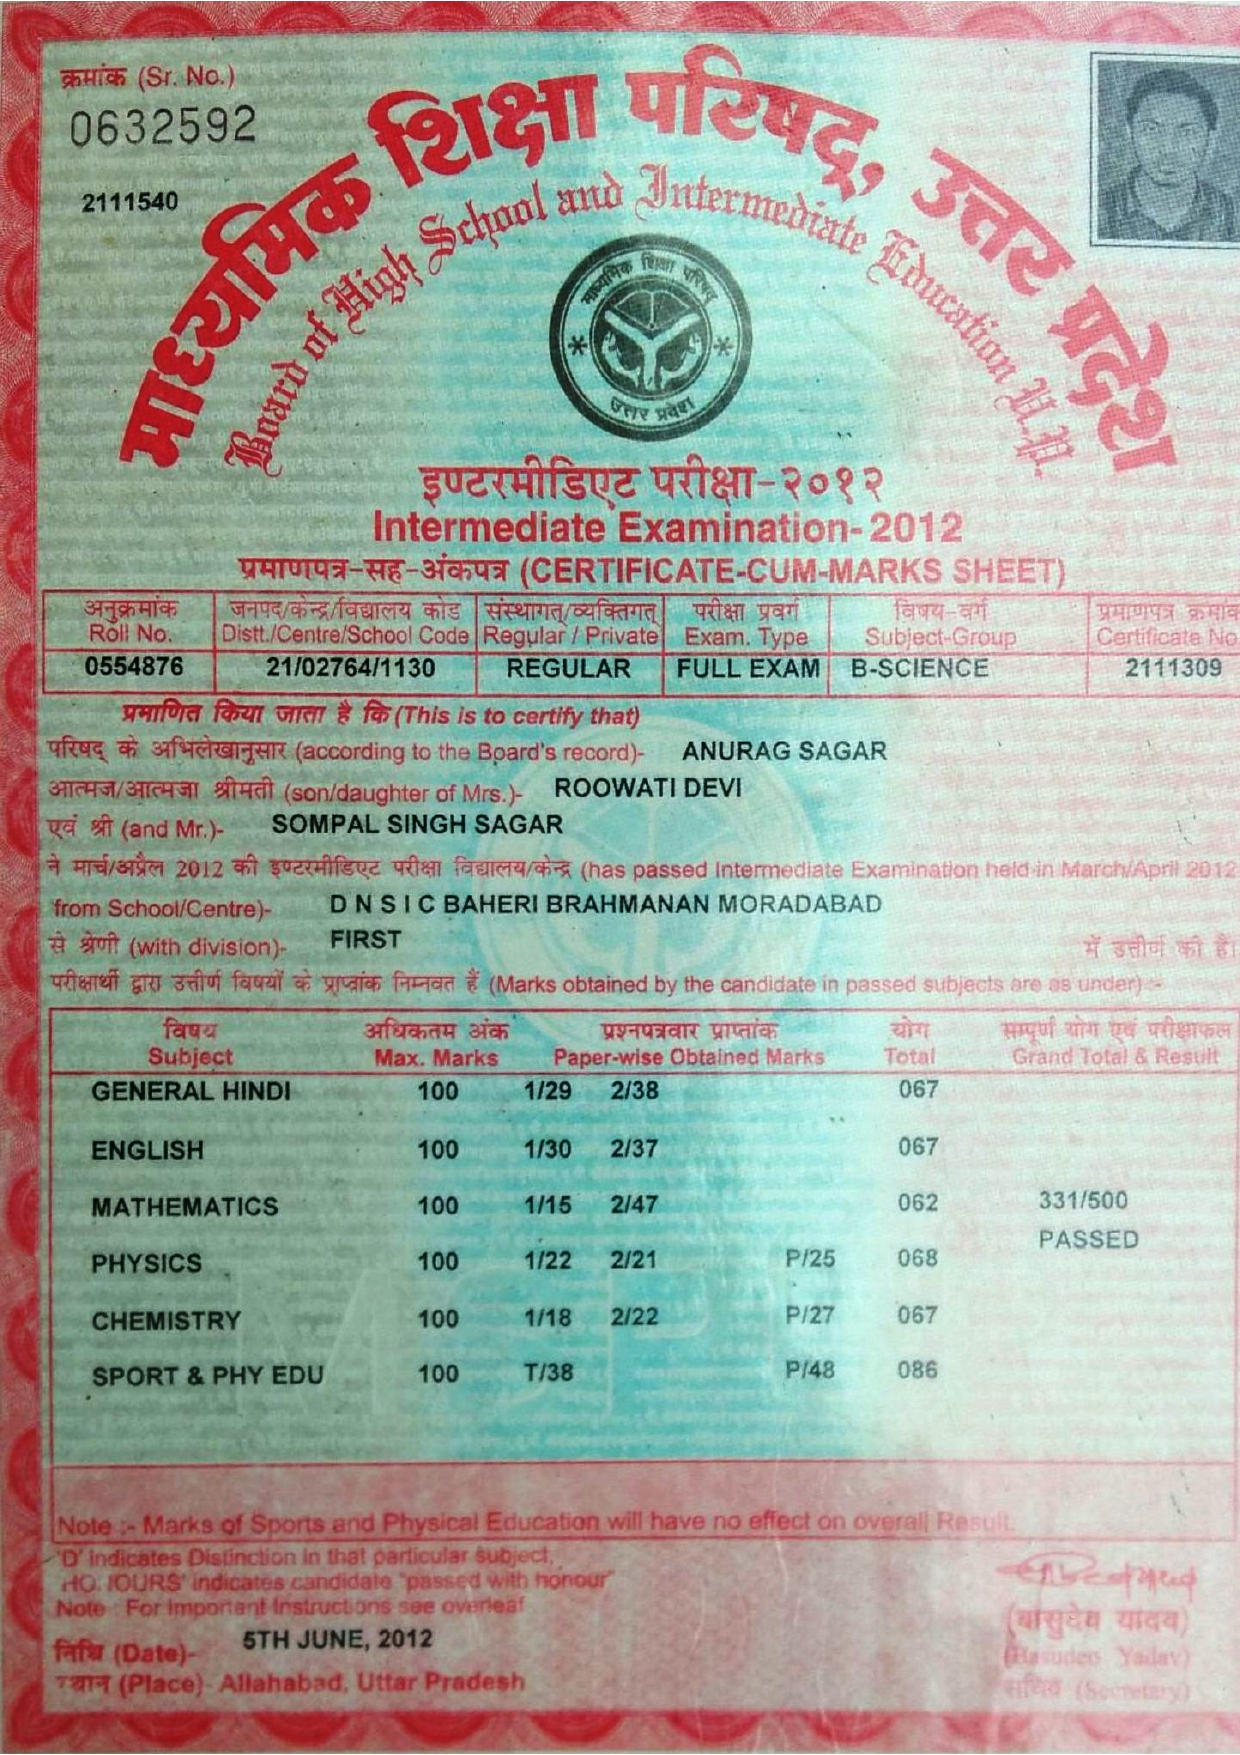 क्रमांक (Sr. No.)
0632592
2111540
माध्यमिक शिक्षा परिषद्, उत्तर प्रदेश
Board of High School and Intermediate Education U.P.
माध्यमिक शिक्षा परिषद्
उत्तर प्रदेश
इण्टरमीडिएट परीक्षा-२०१२
Intermediate Examination- 2012
प्रमाणपत्र-सह-अंकपत्र (CERTIFICATE-CUM-MARKS SHEET)
अनुक्रमांक जनपद/केन्द्र/विद्यालय कोड संस्थागत/व्यक्तिगत परीक्षा प्रवर्ग विषय-वर्ग प्रमाणपत्र क्रमांक
Roll No. Distt./Centre/School Code Regular / Private Exam. Type Subject-Group Certificate No
0554876 21/02764/1130 REGULAR FULL EXAM B-SCIENCE 2111309
प्रमाणित किया जाता है कि (This is to certify that)
परिषद् के अभिलेखानुसार (according to the Board's record)- ANURAG SAGAR
आत्मज/आत्मजा श्रीमती (son/daughter of Mrs.)- ROOWATI DEVI
एवं श्री (and Mr.)- SOMPAL SINGH SAGAR
ने मार्च/अप्रैल 2012 की इण्टरमीडिएट परीक्षा विद्यालय/केन्द्र (has passed Intermediate Examination held in March/April 2012
from School/Centre)- D N S I C BAHERI BRAHMANAN MORADABAD
से श्रेणी (with division)- FIRST में उत्तीर्ण की है।
परीक्षार्थी द्वारा उत्तीर्ण विषयों के प्राप्तांक निम्नवत हैं (Marks obtained by the candidate in passed subjects are as under) :-
विषय अधिकतम अंक प्रश्नपत्रवार प्राप्तांक योग सम्पूर्ण योग एवं परीक्षाफल
Subject Max. Marks Paper-wise Obtained Marks Total Grand Total & Result
GENERAL HINDI 100 1/29 2/38 067
ENGLISH 100 1/30 2/37 067
MATHEMATICS 100 1/15 2/47 062 331/500
PASSED
PHYSICS 100 1/22 2/21 P/25 068
CHEMISTRY 100 1/18 2/22 P/27 067
SPORT & PHY EDU 100 T/38 P/48 086
Note :- Marks of Sports and Physical Education will have no effect on overall Result.
'D' Indicates Distinction in that particular subject,
indicates candidate "passed with honour"
Note : For Important Instructions see overleaf
(Date)- 5TH JUNE, 2012
(Place)- Allahabad, Uttar Pradesh
(वासुदेव यादव)
(Basudeo Yadav)
सचिव (Secretary)